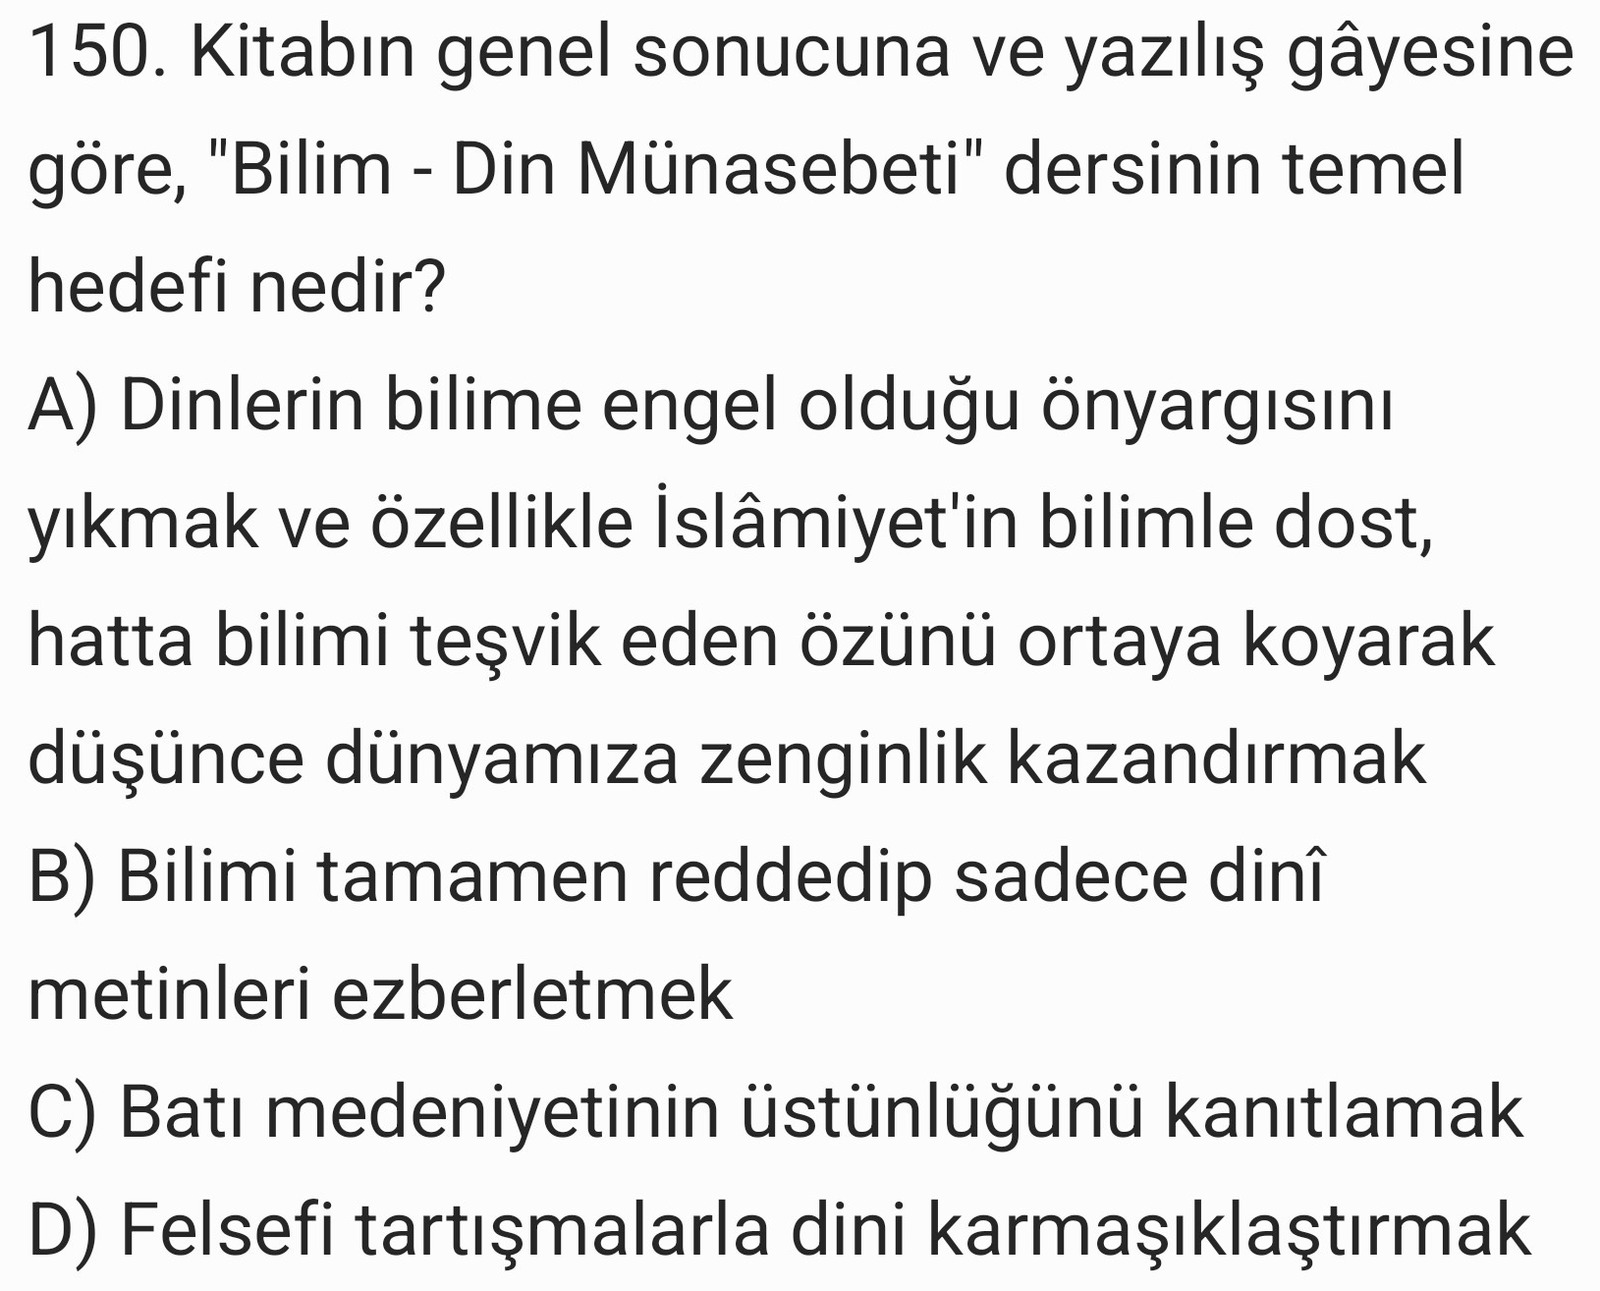 150. Kitabın genel sonucuna ve yazılış gâyesine
göre, "Bilim - Din Münasebeti" dersinin temel
hedefi nedir?
A) Dinlerin bilime engel olduğu önyargısını
yıkmak ve özellikle İslâmiyet'in bilimle dost,
hatta bilimi teşvik eden özünü ortaya koyarak
düşünce dünyamıza zenginlik kazandırmak
B) Bilimi tamamen reddedip sadece dinî
metinleri ezberletmek
C) Batı medeniyetinin üstünlüğünü kanıtlamak
D) Felsefi tartışmalarla dini karmaşıklaştırmak